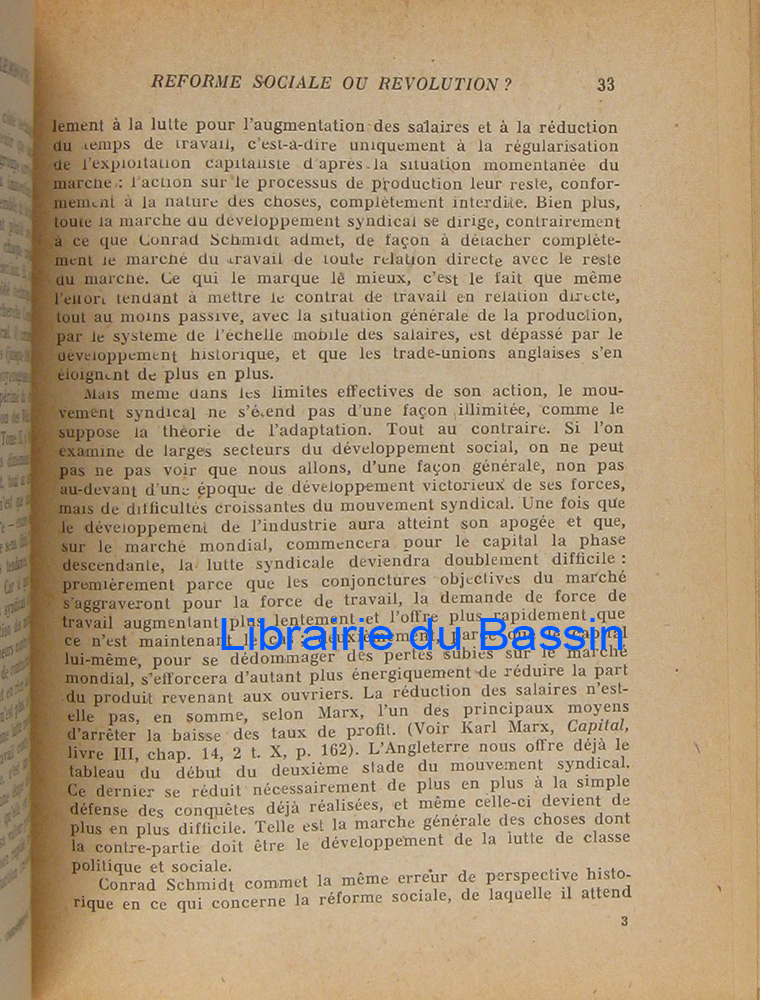 REFORME SOCIALE OU REVOLUTION ? 33
lement à la lutte pour l'augmentation des salaires et à la réduction
du temps de travail, c'est-à-dire uniquement à la régularisation
de l'exploitation capitaliste d'après la situation momentanée du
marché : l'action sur le processus de production leur reste, confor-
mément à la nature des choses, complètement interdite. Bien plus,
toute la marche du développement syndical se dirige, contrairement
à ce que Conrad Schmidt admet, de façon à détacher complète-
ment le marché du travail de toute relation directe avec le reste
du marché. Ce qui le marque le mieux, c'est le fait que même
l'effort tendant à mettre le contrat de travail en relation directe,
tout au moins passive, avec la situation générale de la production,
par le système de l'échelle mobile des salaires, est dépassé par le
développement historique, et que les trade-unions anglaises s'en
éloignent de plus en plus.
Mais même dans les limites effectives de son action, le mou-
vement syndical ne s'étend pas d'une façon illimitée, comme le
suppose la théorie de l'adaptation. Tout au contraire. Si l'on
examine de larges secteurs du développement social, on ne peut
pas ne pas voir que nous allons, d'une façon générale, non pas
au-devant d'une époque de développement victorieux de ses forces,
mais de difficultés croissantes du mouvement syndical. Une fois que
le développement de l'industrie aura atteint son apogée et que,
sur le marché mondial, commencera pour le capital la phase
descendante, la lutte syndicale deviendra doublement difficile :
premièrement parce que les conjonctures objectives du marché
s'aggraveront pour la force de travail, la demande de force de
travail augmentant plus lentement et l'offre plus rapidement que
ce n'est maintenant le cas ; deuxièmement parce que le capital
lui-même, pour se dédommager des pertes subies sur le marché
mondial, s'efforcera d'autant plus énergiquement de réduire la part
du produit revenant aux ouvriers. La réduction des salaires n'est-
elle pas, en somme, selon Marx, l'un des principaux moyens
d'arrêter la baisse des taux de profit. (Voir Karl Marx, Capital,
livre III, chap. 14, 2 t. X, p. 162). L'Angleterre nous offre déjà le
tableau du début du deuxième stade du mouvement syndical.
Ce dernier se réduit nécessairement de plus en plus à la simple
défense des conquêtes déjà réalisées, et même celle-ci devient de
plus en plus difficile. Telle est la marche générale des choses dont
la contre-partie doit être le développement de la lutte de classe
politique et sociale.
Conrad Schmidt commet la même erreur de perspective histo-
rique en ce qui concerne la réforme sociale, de laquelle il attend
3
Librairie du Bassin